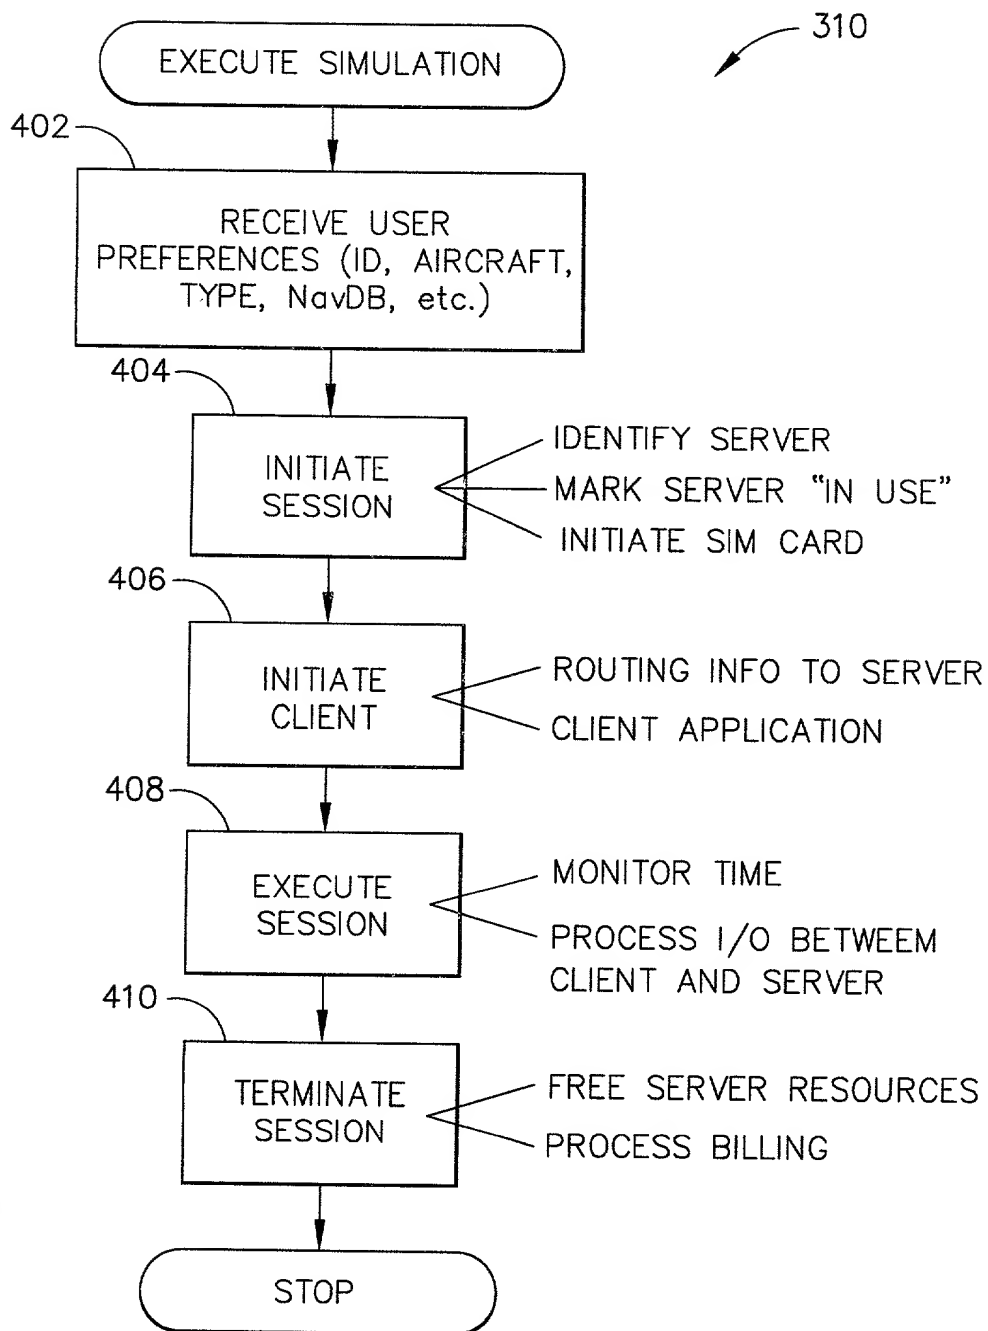 310
EXECUTE SIMULATION
402
RECEIVE USER
PREFERENCES (ID, AIRCRAFT,
TYPE, NavDB, etc.)
404
INITIATE
SESSION
IDENTIFY SERVER
MARK SERVER “IN USE”
INITIATE SIM CARD
406
INITIATE
CLIENT
ROUTING INFO TO SERVER
CLIENT APPLICATION
408
EXECUTE
SESSION
MONITOR TIME
PROCESS I/O BETWEEM
CLIENT AND SERVER
410
TERMINATE
SESSION
FREE SERVER RESOURCES
PROCESS BILLING
STOP